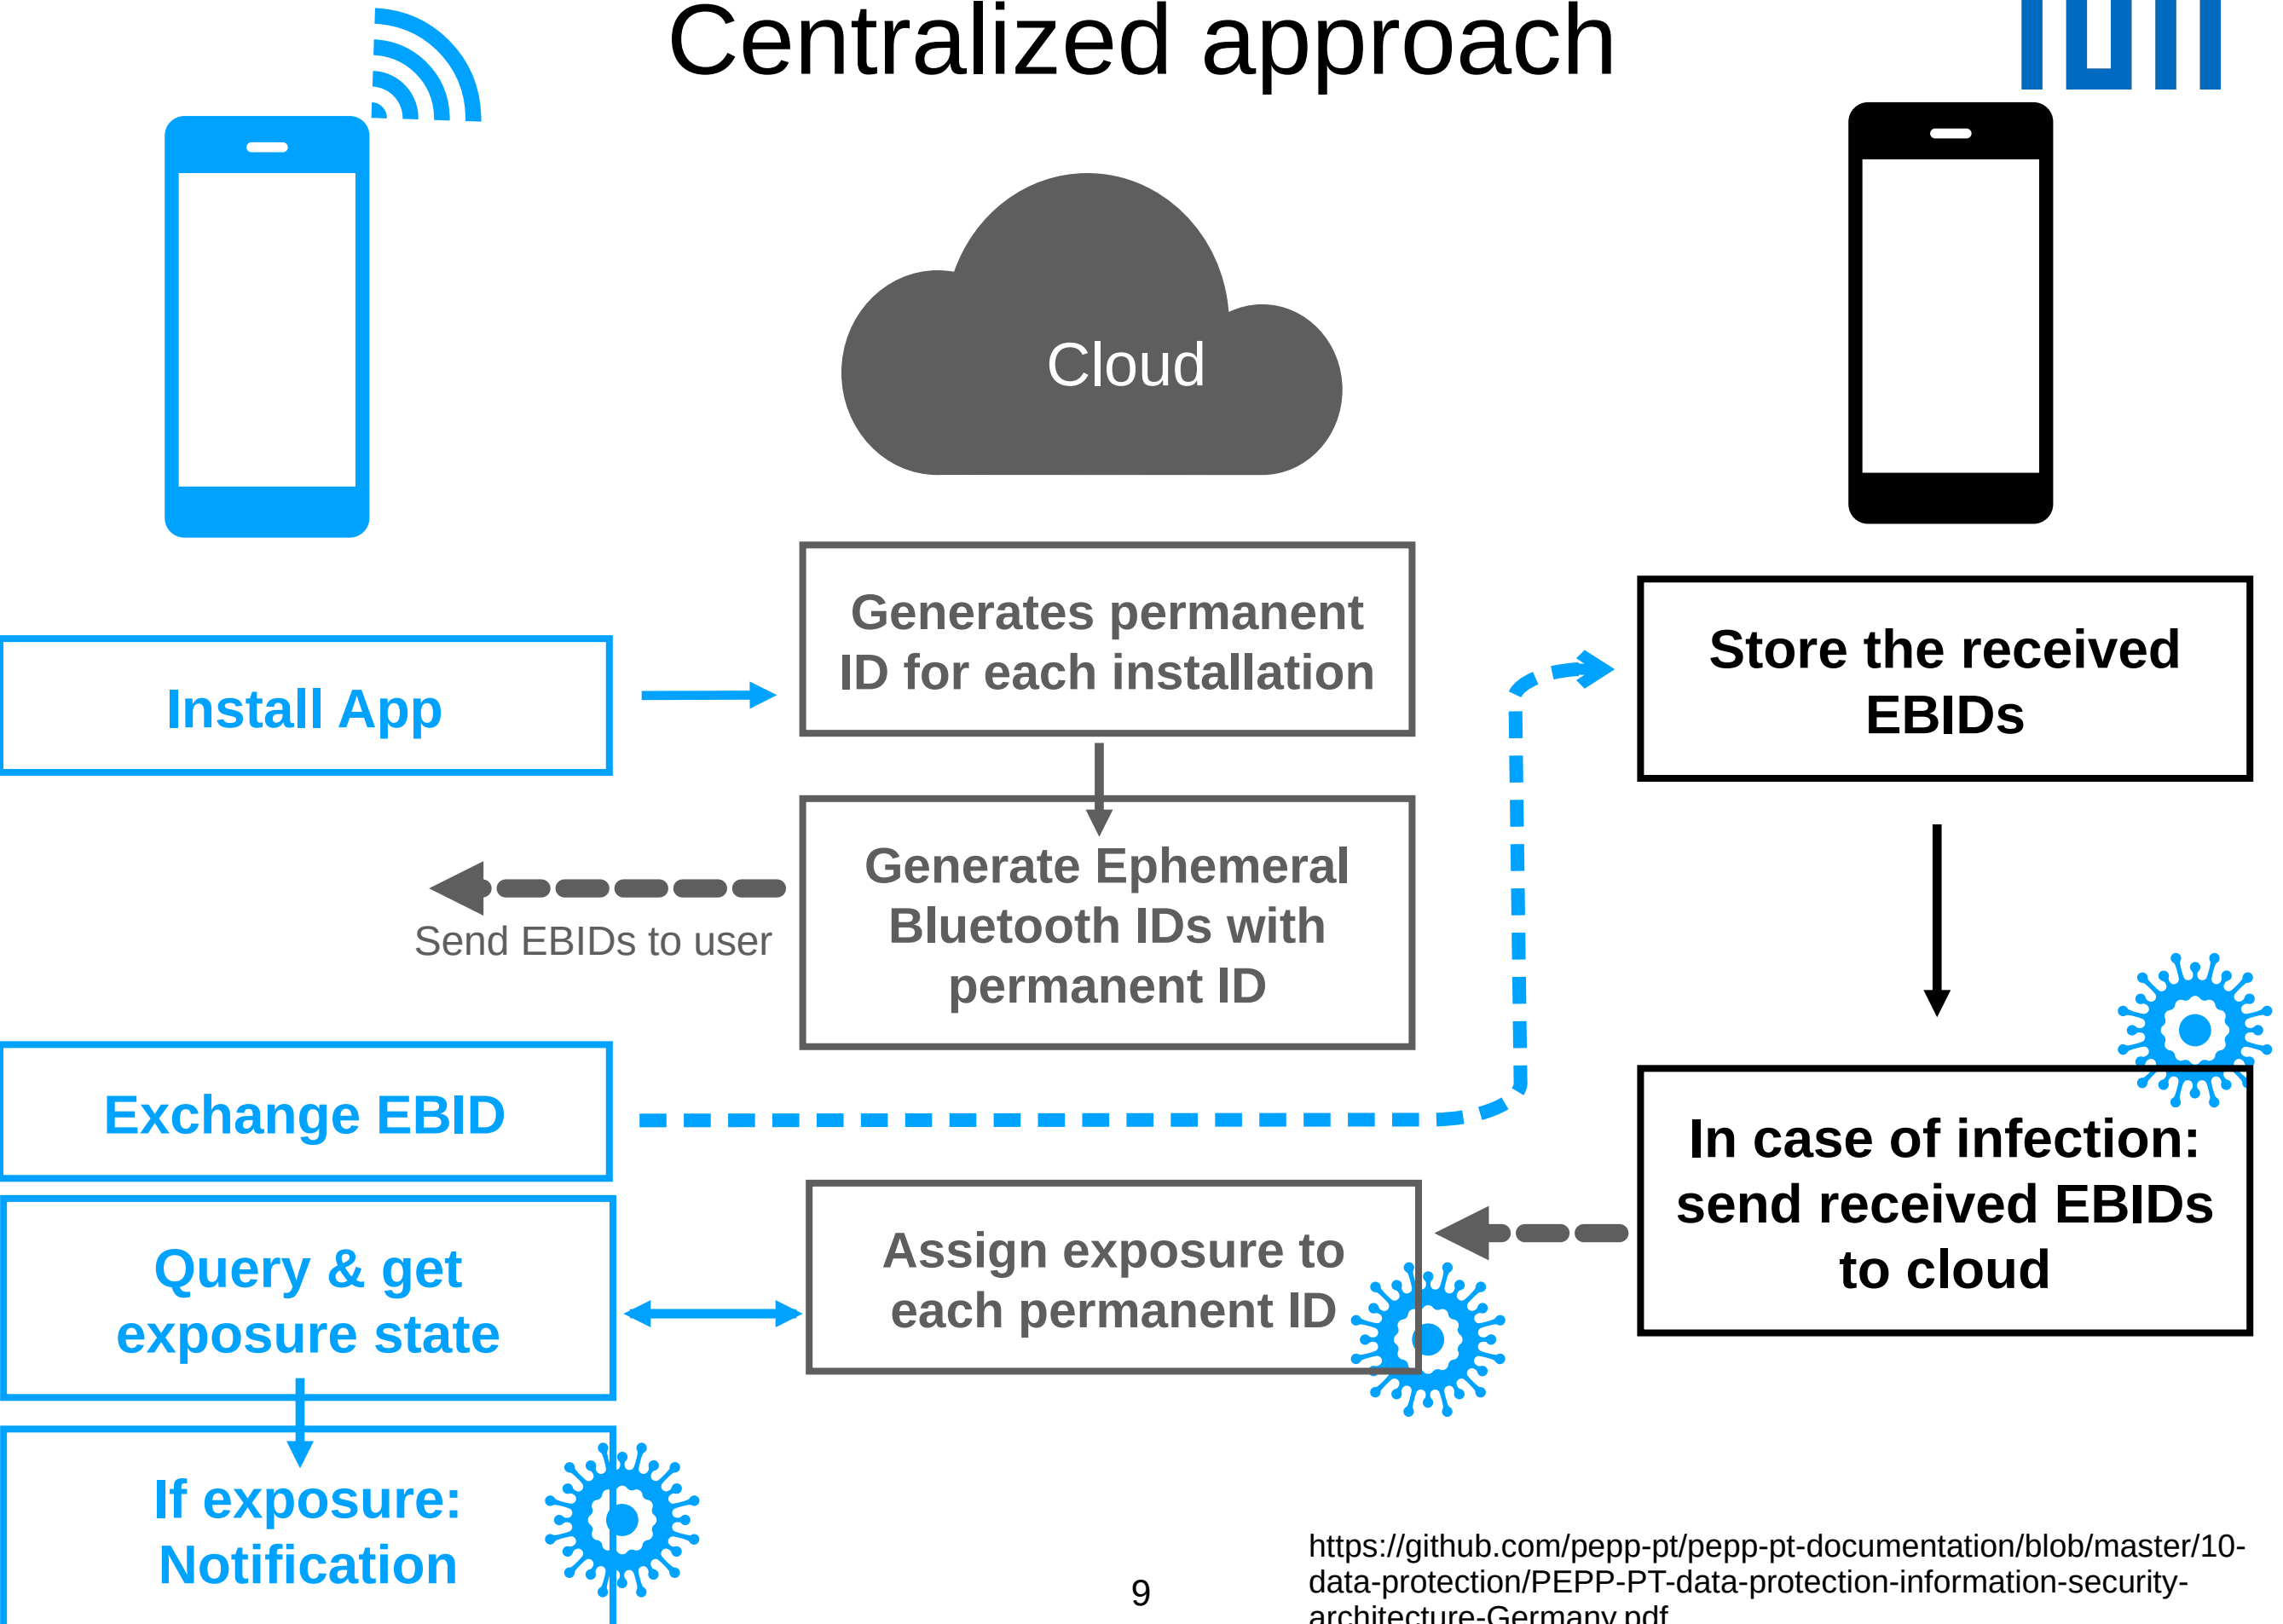 Centralized approach
Cloud
Install App
Generates permanent
ID for each installation
Store the received
EBIDs
Generate Ephemeral
Bluetooth IDs with
permanent ID
Send EBIDs to user
Exchange EBID
In case of infection:
send received EBIDs
to cloud
Assign exposure to
each permanent ID
Query & get
exposure state
If exposure:
Notification
https://github.com/pepp-pt/pepp-pt-documentation/blob/master/10-
data-protection/PEPP-PT-data-protection-information-security-
architecture-Germany.pdf
9